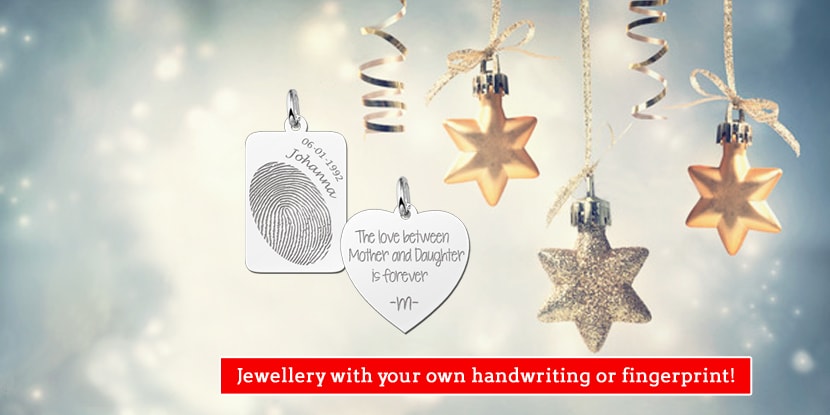 06-01-1992
Johanna
The love between
Mother and Daughter
is forever
-m-
Jewellery with your own handwriting or fingerprint!